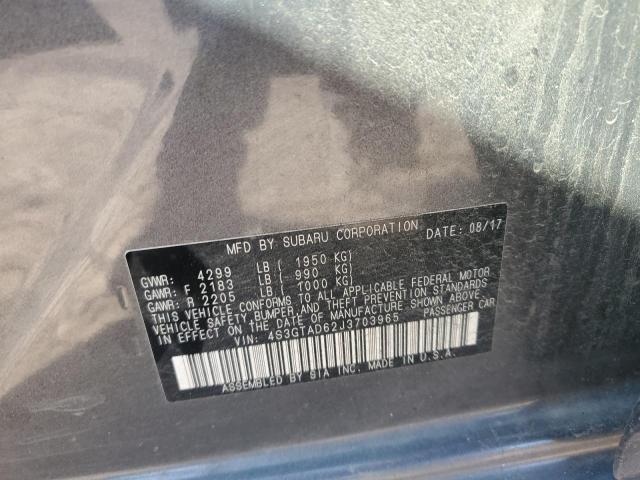 MFD BY SUBARU CORPORATION DATE: 08/17
GVWR: 4299 LB ( 1950 KG)
GAWR: F 2183 LB ( 990 KG)
GAWR: R 2205 LB ( 1000 KG)
THIS VEHICLE CONFORMS TO ALL APPLICABLE FEDERAL MOTOR
VEHICLE SAFETY,BUMPER,AND THEFT PREVENTION STANDARDS
IN EFFECT ON THE DATE OF MANUFACTURE SHOWN ABOVE.
VIN: 4S3GTAD62J3703965 PASSENGER CAR
ASSEMBLED BY SIA INC. MADE IN U.S.A.